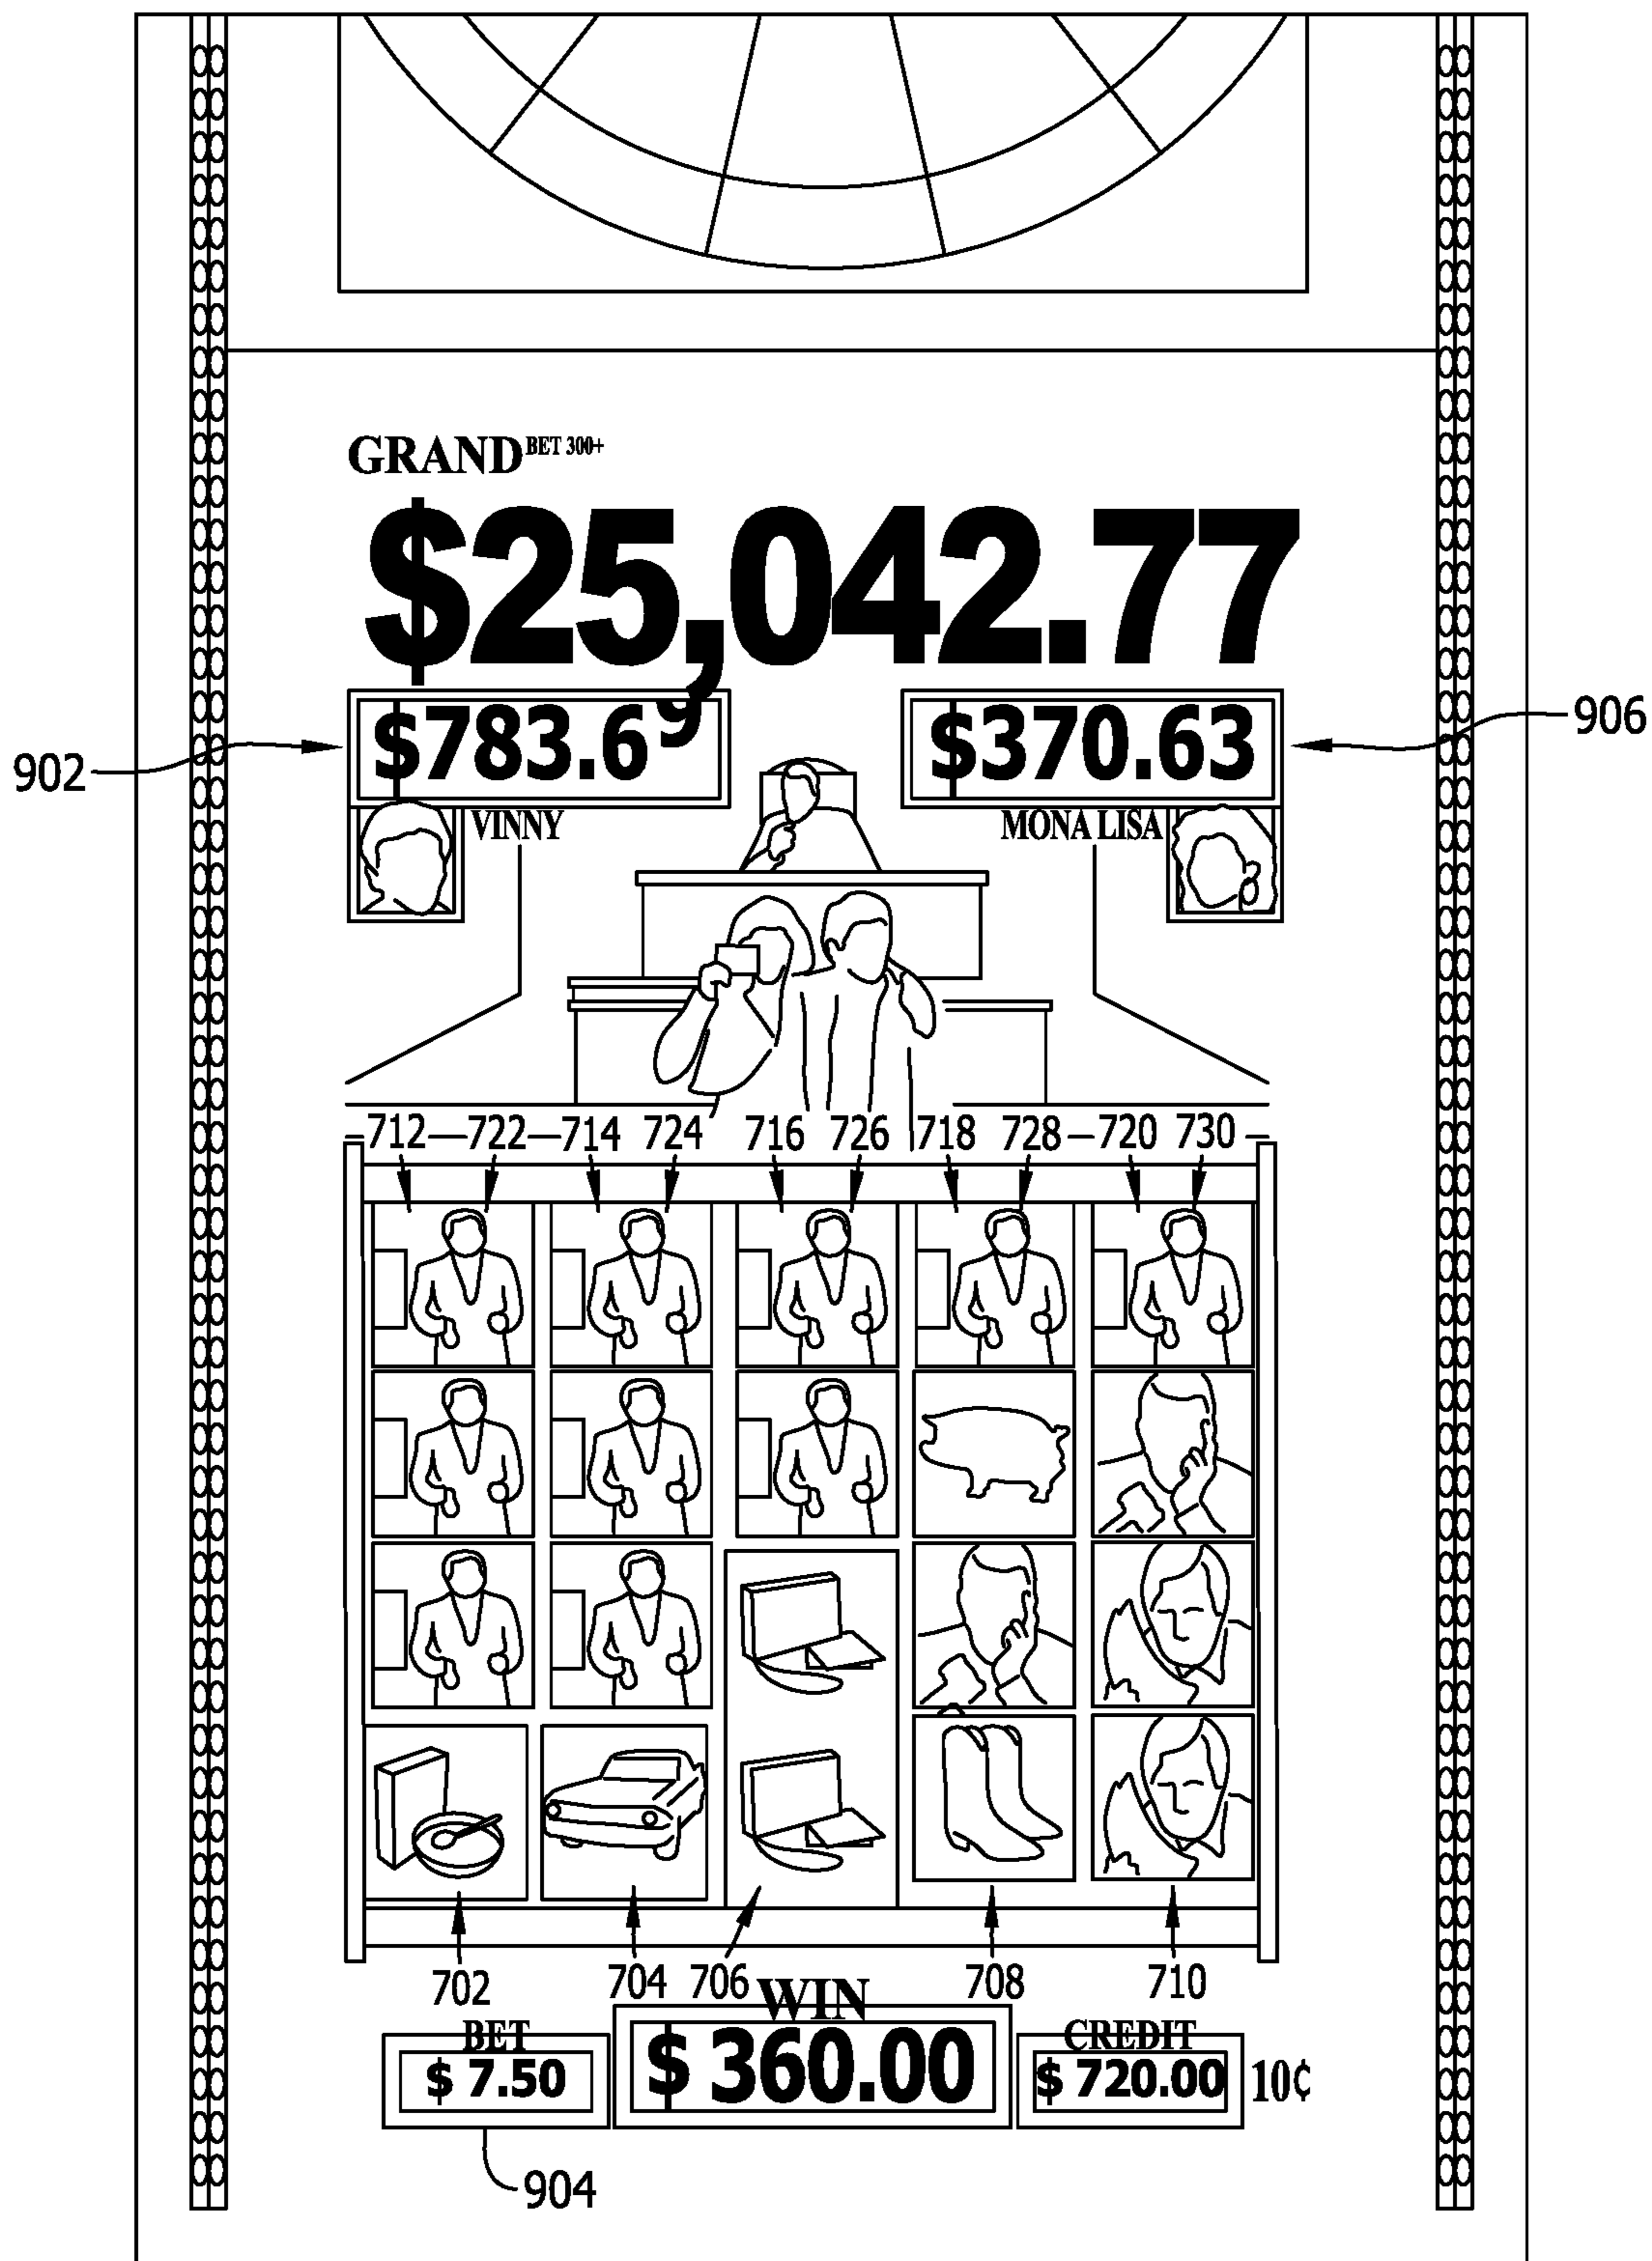 GRAND BET 300+
$25,042.77
$783.69
$370.63
902
906
VINNY
MONA LISA
712 722 714 724 716 726 718 728 720 730
702 704 706 708 710
WIN
BET
CREDIT
$ 7.50
$ 360.00
$ 720.00
10¢
904